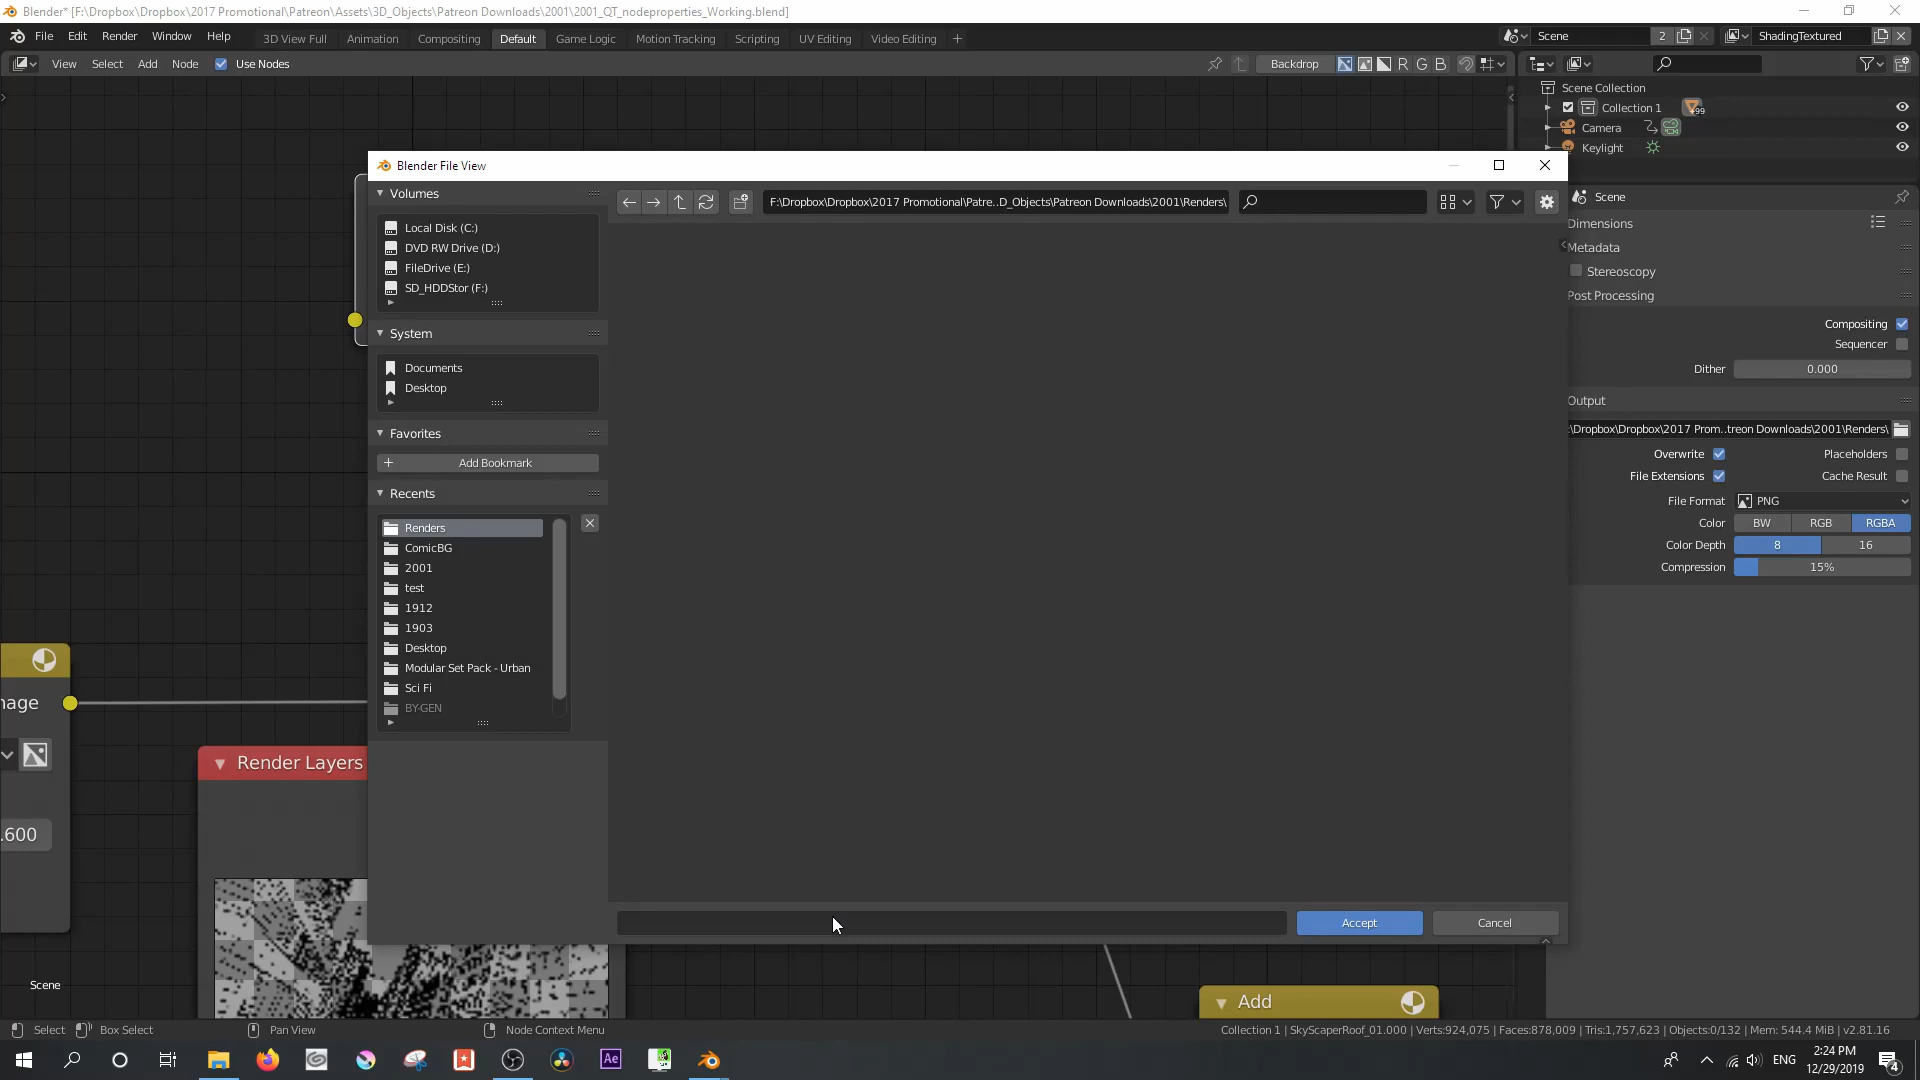 Blender* [F:\Dropbox\Dropbox\2017 Promotional\Patreon\Assets\3D_Objects\Patreon Downloads\2001\2001_QT_nodeproperties_Working.blend]
File Edit Render Window Help 3D View Full Animation Compositing Default Game Logic Motion Tracking Scripting UV Editing Video Editing + Scene 2 ShadingTextured
View Select Add Node Use Nodes Backdrop R G B
Scene Collection
Collection 1 +99
Camera
Keylight
Blender File View
Volumes
F:\Dropbox\Dropbox\2017 Promotional\Patre..D_Objects\Patreon Downloads\2001\Renders\
Local Disk (C:)
DVD RW Drive (D:)
FileDrive (E:)
SD_HDDStor (F:)
System
Documents
Desktop
Favorites
+ Add Bookmark
Recents
Renders
ComicBG
2001
test
1912
1903
Desktop
Modular Set Pack - Urban
Sci Fi
BY-GEN
Accept Cancel
Scene
Dimensions
Metadata
Stereoscopy
Post Processing
Compositing
Sequencer
Dither 0.000
Output
:\Dropbox\Dropbox\2017 Prom..treon Downloads\2001\Renders\
Overwrite Placeholders
File Extensions Cache Result
File Format PNG
Color BW RGB RGBA
Color Depth 8 16
Compression 15%
nage
.600
Render Layers
Add
Scene
Select Box Select Pan View Node Context Menu Collection 1 | SkyScaperRoof_01.000 | Verts:924,075 | Faces:878,009 | Tris:1,757,623 | Objects:0/132 | Mem: 544.4 MiB | v2.81.16
Ae
ENG
2:24 PM
12/29/2019
4